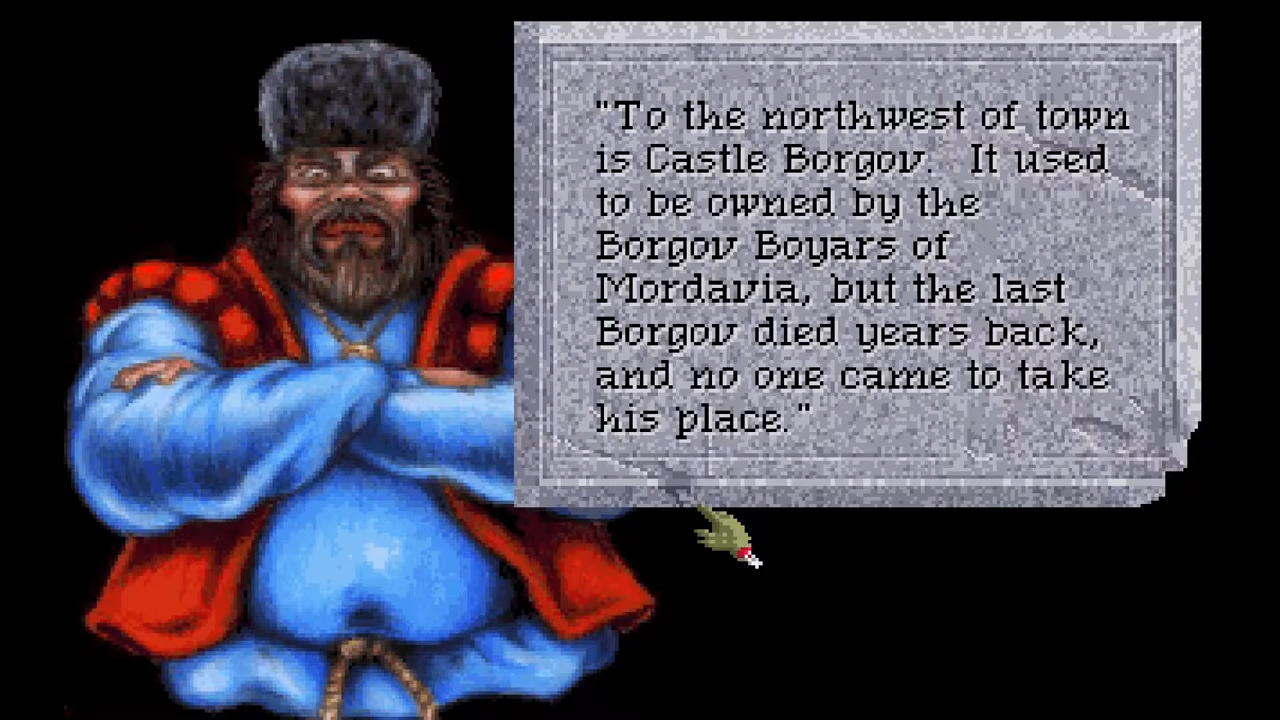 "To the northwest of town
is Castle Borgov.  It used
to be owned by the
Borgov Boyars of
Mordavia, but the last
Borgov died years back,
and no one came to take
his place."